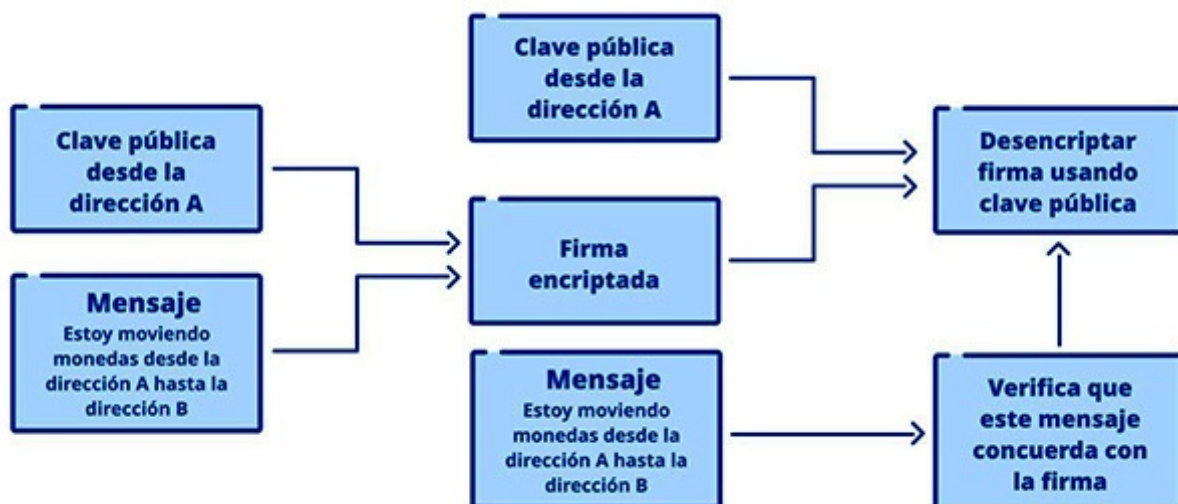 Clave pública
desde la
dirección A
Mensaje
Estoy moviendo
monedas desde la
dirección A hasta la
dirección B
Clave pública
desde la
dirección A
Firma
encriptada
Mensaje
Estoy moviendo
monedas desde la
dirección A hasta la
dirección B
Desencriptar
firma usando
clave pública
Verifica que
este mensaje
concuerda con
la firma